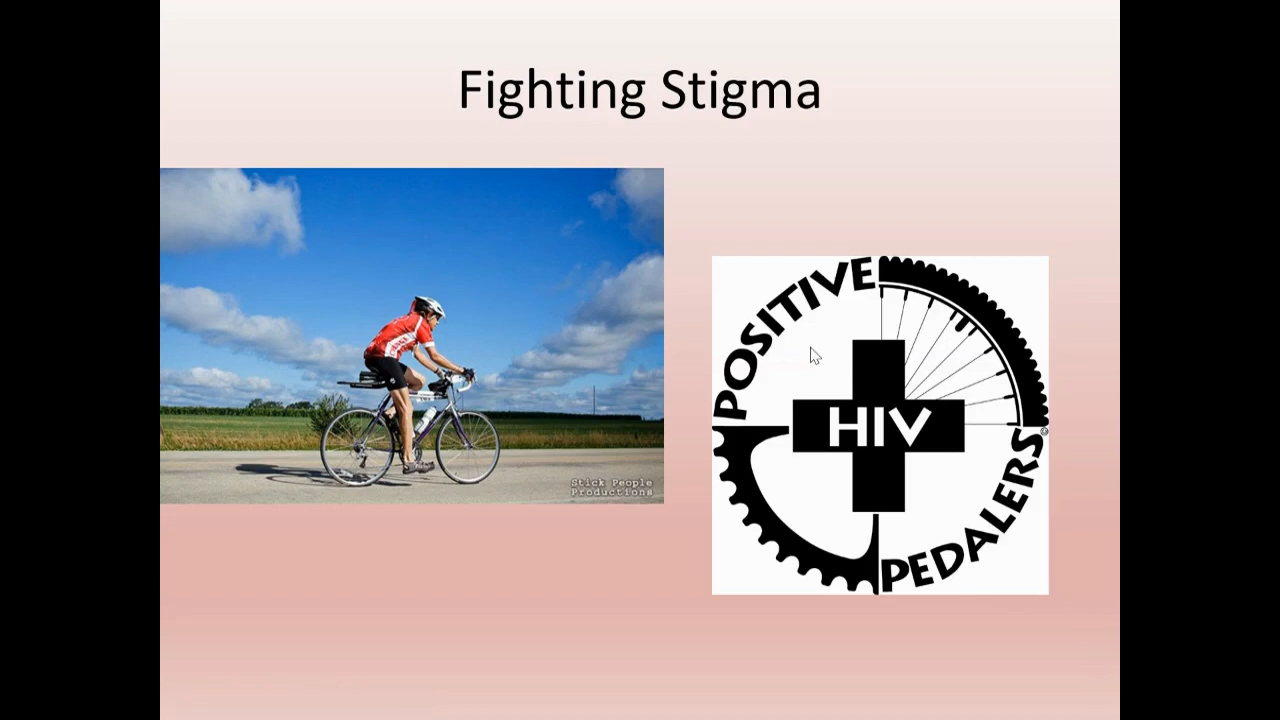 Fighting Stigma
Stick People
Productions
POSITIVE
HIV
PEDALERS
©